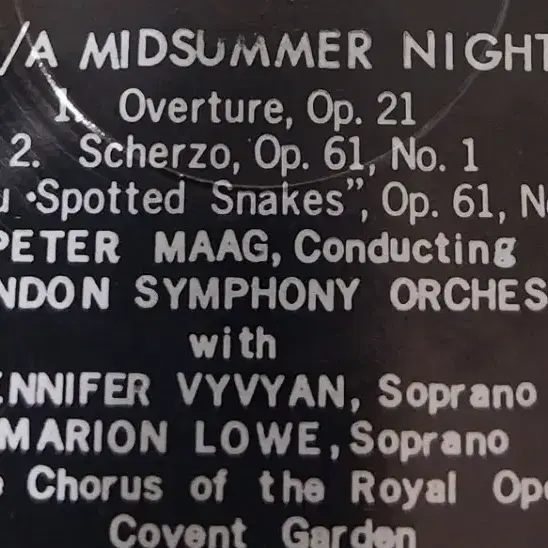 /A MIDSUMMER NIGHT
1. Overture, Op. 21
2. Scherzo, Op. 61, No. 1
u Spotted Snakes”, Op. 61, N
PETER MAAG, Conducting
NDON SYMPHONY ORCHES
with
ENNIFER VYVYAN, Soprano
MARION LOWE, Soprano
e Chorus of the Royal Ope
Covent Garden